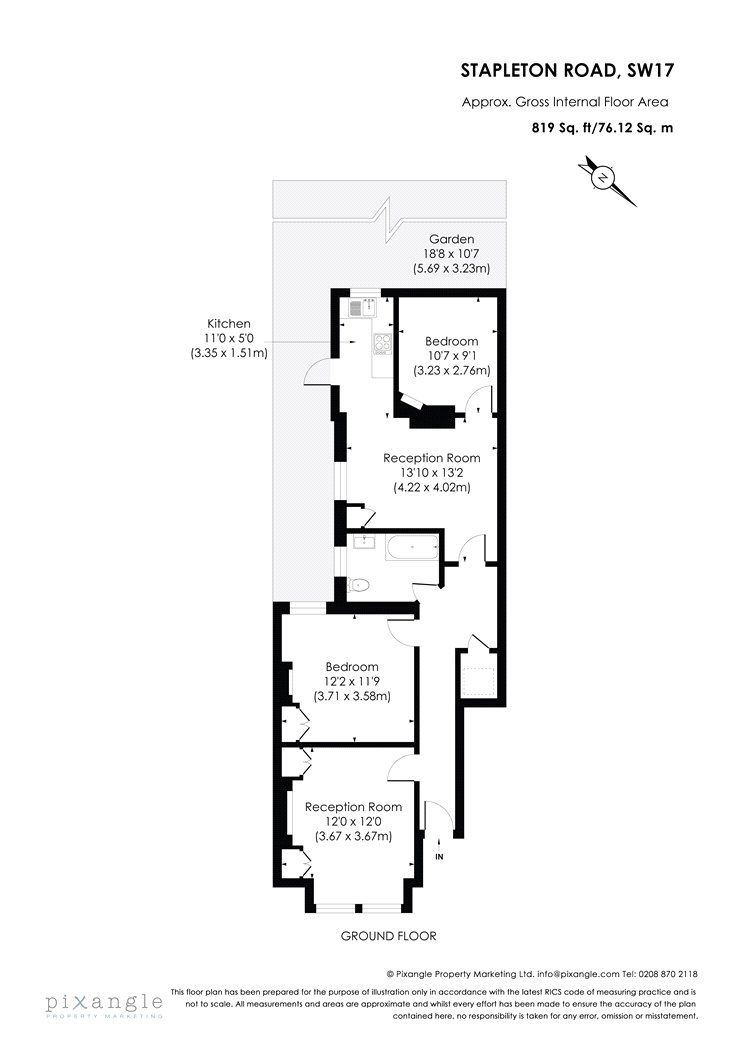 STAPLETON ROAD, SW17
Approx. Gross Internal Floor Area
819 Sq. ft/76.12 Sq. m
N
Garden
18'8 x 10'7
(5.69 x 3.23m)
Kitchen
11'0 x 5'0
(3.35 x 1.51m)
Bedroom
10'7 x 9'1
(3.23 x 2.76m)
Reception Room
13'10 x 13'2
(4.22 x 4.02m)
Bedroom
12'2 x 11'9
(3.71 x 3.58m)
Reception Room
12'0 x 12'0
(3.67 x 3.67m)
IN
GROUND FLOOR
© Pixangle Property Marketing Ltd. info@pixangle.com Tel: 0208 870 2118
pixangle
PROPERTY MARKETING
This floor plan has been prepared for the purpose of illustration only in accordance with the latest RICS code of measuring practice and is
not to scale. All measurements and areas are approximate and whilst every effort has been made to ensure the accuracy of the plan
contained here, no responsibility is taken for any error, omission or misstatement.